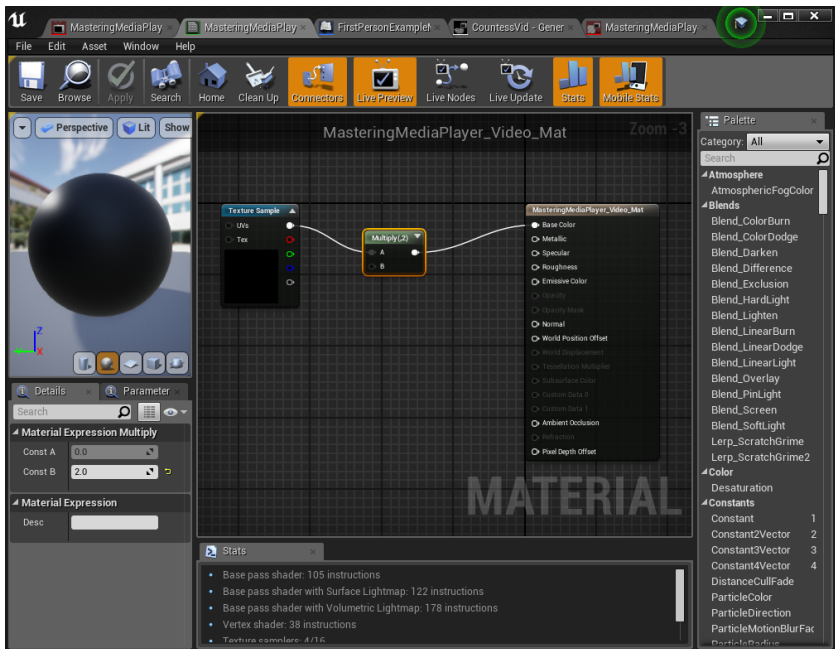 MasteringMediaPlay
MasteringMediaPlay
FirstPersonExampleM
CountessVid - Gener
MasteringMediaPlay
File Edit Asset Window Help
Save Browse Apply Search Home Clean Up Connectors Live Preview Live Nodes Live Update Stats Mobile Stats
Perspective Lit Show
Z
Y
X
MasteringMediaPlayer_Video_Mat
Zoom -3
Texture Sample
UVs
Tex
Multiply(,2)
A
B
MasteringMediaPlayer_Video_Mat
Base Color
Metallic
Specular
Roughness
Emissive Color
Opacity
Opacity Mask
Normal
World Position Offset
World Displacement
Tessellation Multiplier
Subsurface Color
Custom Data 0
Custom Data 1
Ambient Occlusion
Refraction
Pixel Depth Offset
MATERIAL
Details
Parameter
Search
Material Expression Multiply
Const A 0.0
Const B 2.0
Material Expression
Desc
Stats
Base pass shader: 105 instructions
Base pass shader with Surface Lightmap: 122 instructions
Base pass shader with Volumetric Lightmap: 178 instructions
Vertex shader: 38 instructions
Texture samplers: 4/16
Palette
Category: All
Search
Atmosphere
AtmosphericFogColor
Blends
Blend_ColorBurn
Blend_ColorDodge
Blend_Darken
Blend_Difference
Blend_Exclusion
Blend_HardLight
Blend_Lighten
Blend_LinearBurn
Blend_LinearDodge
Blend_LinearLight
Blend_Overlay
Blend_PinLight
Blend_Screen
Blend_SoftLight
Lerp_ScratchGrime
Lerp_ScratchGrime2
Color
Desaturation
Constants
Constant 1
Constant2Vector 2
Constant3Vector 3
Constant4Vector 4
DistanceCullFade
ParticleColor
ParticleDirection
ParticleMotionBlurFac
ParticleRadius